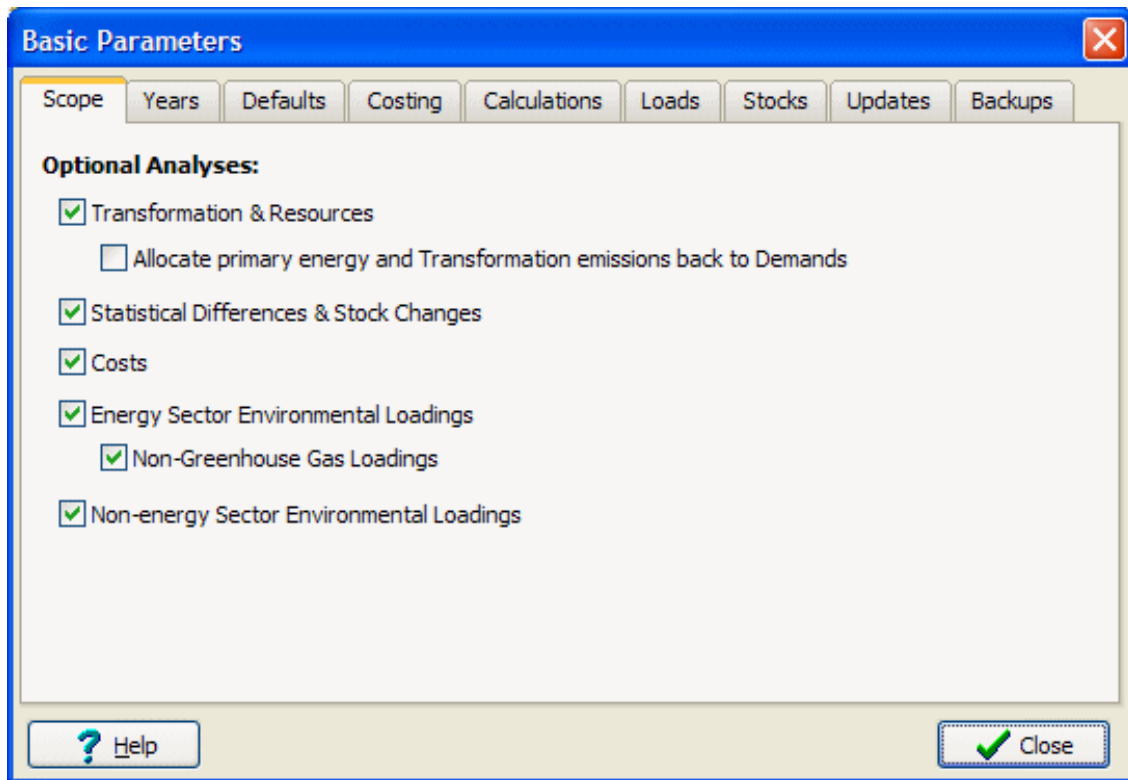 Basic Parameters
Scope Years Defaults Costing Calculations Loads Stocks Updates Backups
Optional Analyses:
Transformation & Resources
Allocate primary energy and Transformation emissions back to Demands
Statistical Differences & Stock Changes
Costs
Energy Sector Environmental Loadings
Non-Greenhouse Gas Loadings
Non-energy Sector Environmental Loadings
? Help Close